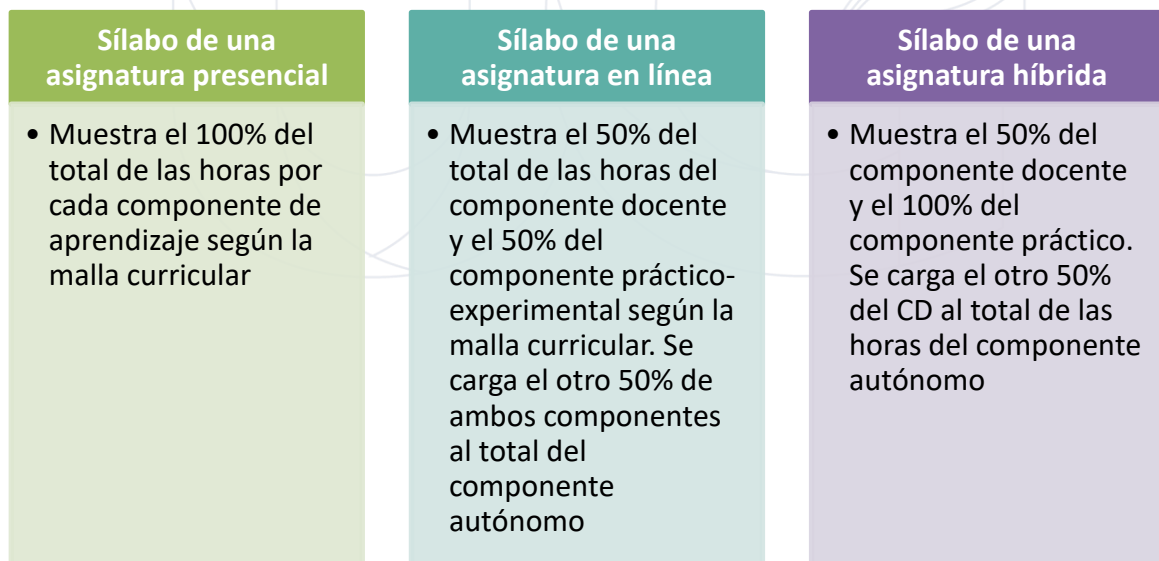 Sílabo de una
asignatura presencial
• Muestra el 100% del
total de las horas por
cada componente de
aprendizaje según la
malla curricular
Sílabo de una
asignatura en línea
• Muestra el 50% del
total de las horas del
componente docente
y el 50% del
componente práctico-
experimental según la
malla curricular. Se
carga el otro 50% de
ambos componentes
al total del
componente
autónomo
Sílabo de una
asignatura híbrida
• Muestra el 50% del
componente docente
y el 100% del
componente práctico.
Se carga el otro 50%
del CD al total de las
horas del componente
autónomo